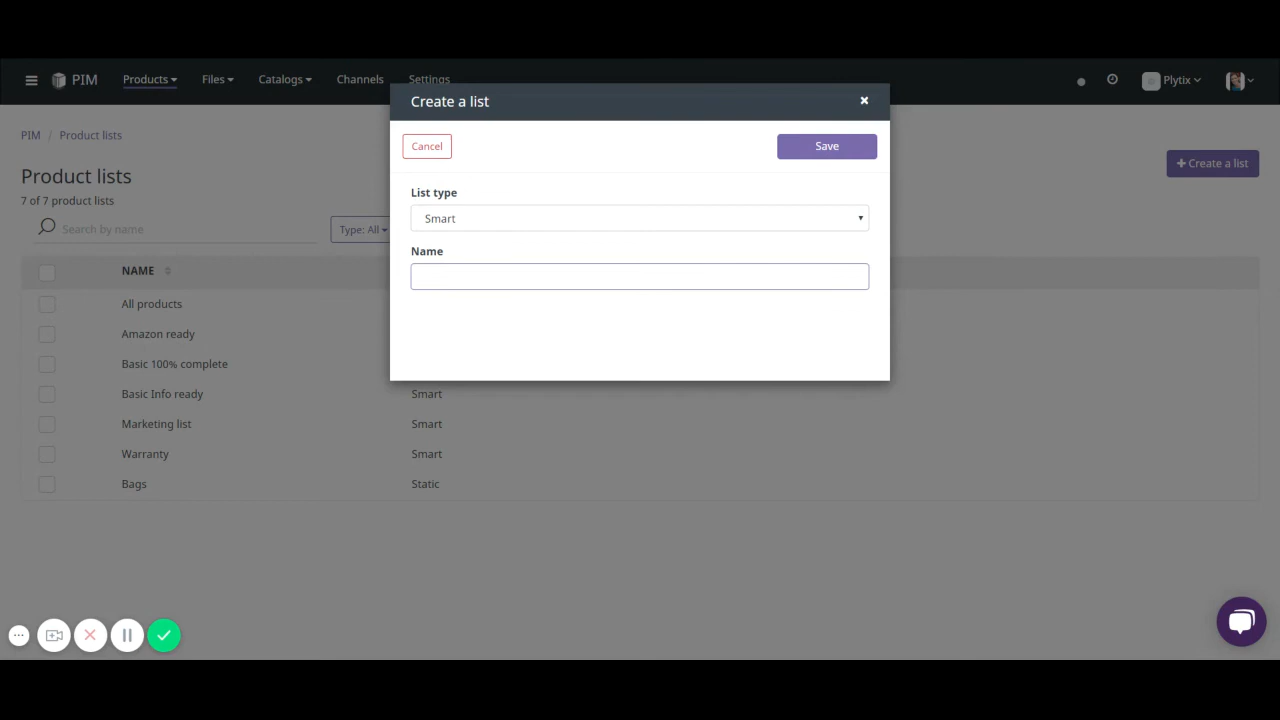 PIM Products Files Catalogs Channels Settings Plytix
Create a list
PIM / Product lists
Cancel Save
Product lists
+ Create a list
7 of 7 product lists
List type
Smart
Search by name
Type: All
Name
NAME
All products
Amazon ready
Basic 100% complete
Basic Info ready Smart
Marketing list Smart
Warranty Smart
Bags Static